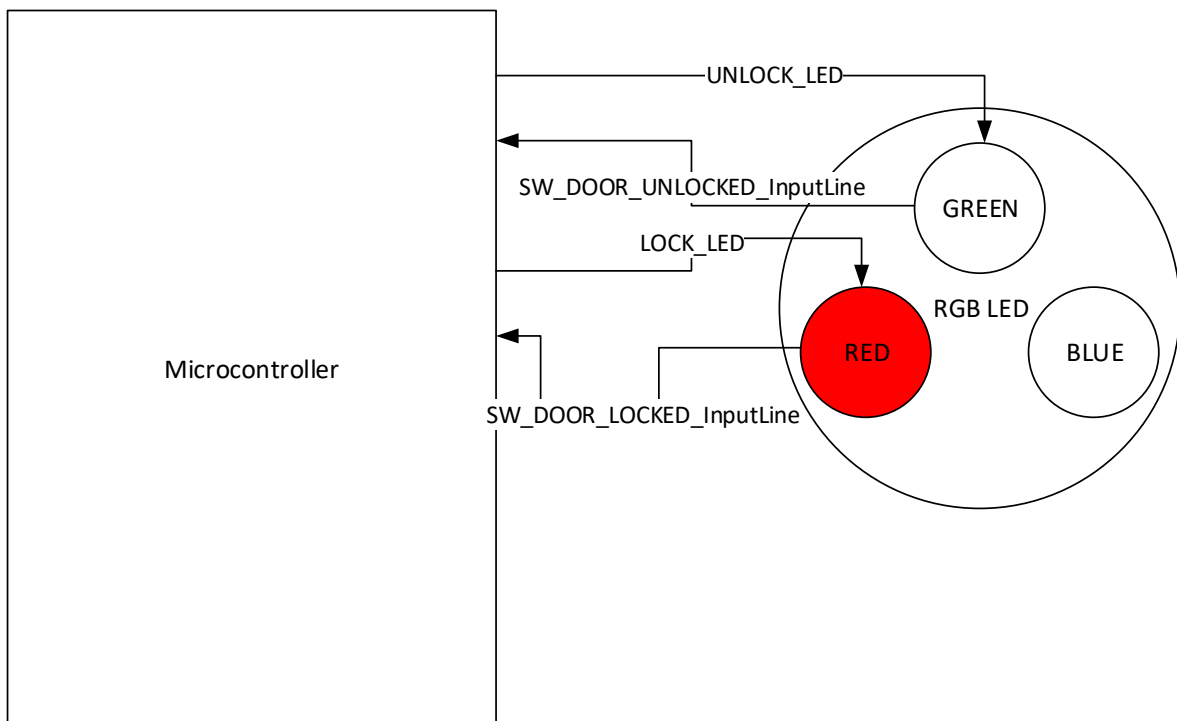 UNLOCK_LED
SW_DOOR_UNLOCKED_InputLine
GREEN
LOCK_LED
RGB LED
RED
BLUE
Microcontroller
SW_DOOR_LOCKED_InputLine